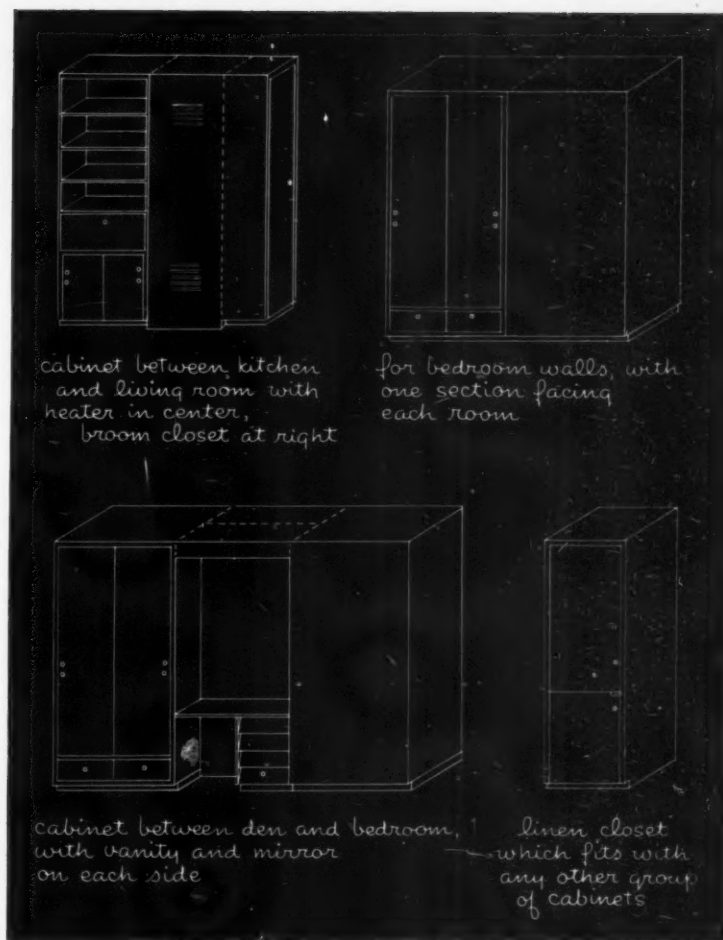 cabinet between kitchen
and living room with
heater in center,
broom closet at right
for bedroom walls, with
one section facing
each room
cabinet between den and bedroom,
with vanity and mirror
on each side
linen closet
which fits with
any other group
of cabinets